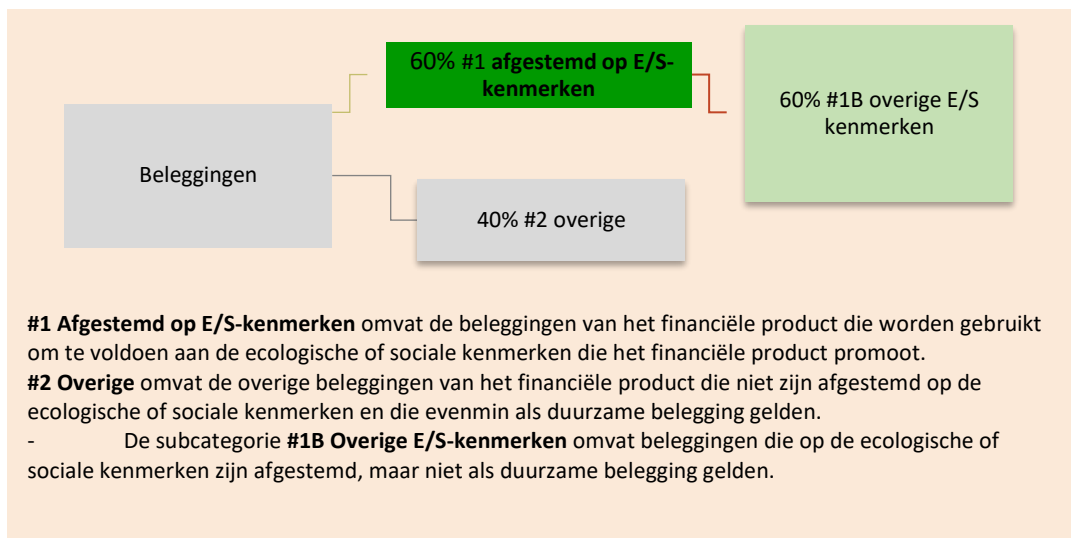 60% #1 afgestemd op E/S-
kenmerken
60% #1B overige E/S
kenmerken
Beleggingen
40% #2 overige
#1 Afgestemd op E/S-kenmerken omvat de beleggingen van het financiële product die worden gebruikt
om te voldoen aan de ecologische of sociale kenmerken die het financiële product promoot.
#2 Overige omvat de overige beleggingen van het financiële product die niet zijn afgestemd op de
ecologische of sociale kenmerken en die evenmin als duurzame belegging gelden.
- De subcategorie #1B Overige E/S-kenmerken omvat beleggingen die op de ecologische of
sociale kenmerken zijn afgestemd, maar niet als duurzame belegging gelden.